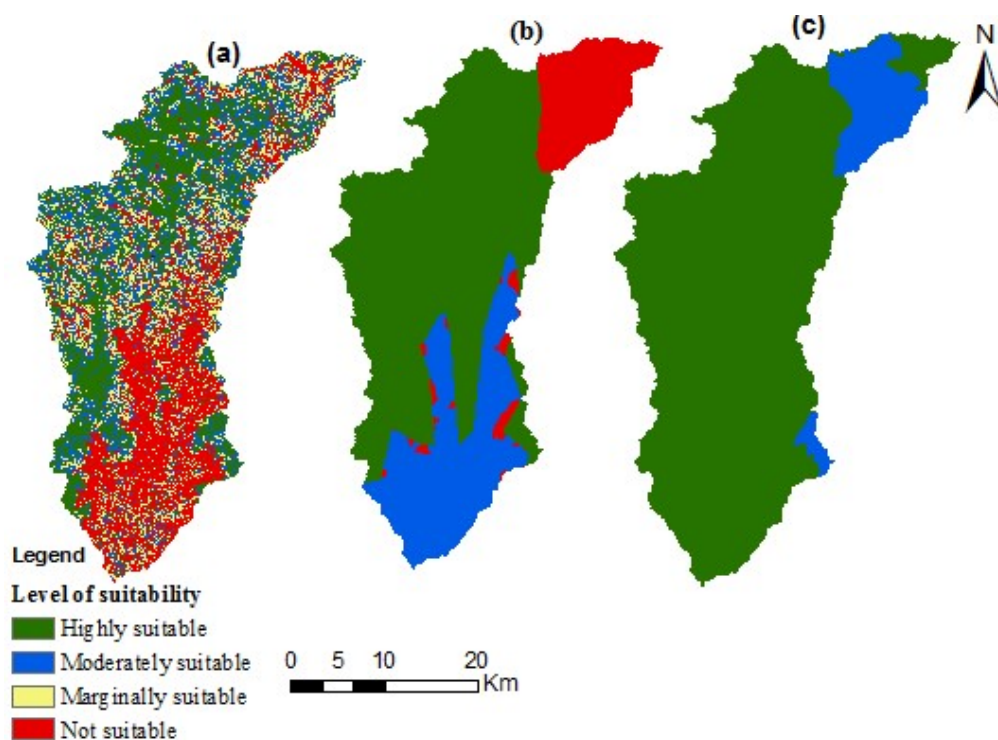 (a)
(b)
(c)
N
Legend
Level of suitability
Highly suitable
Moderately suitable
Marginally suitable
Not suitable
0 5 10 20
Km